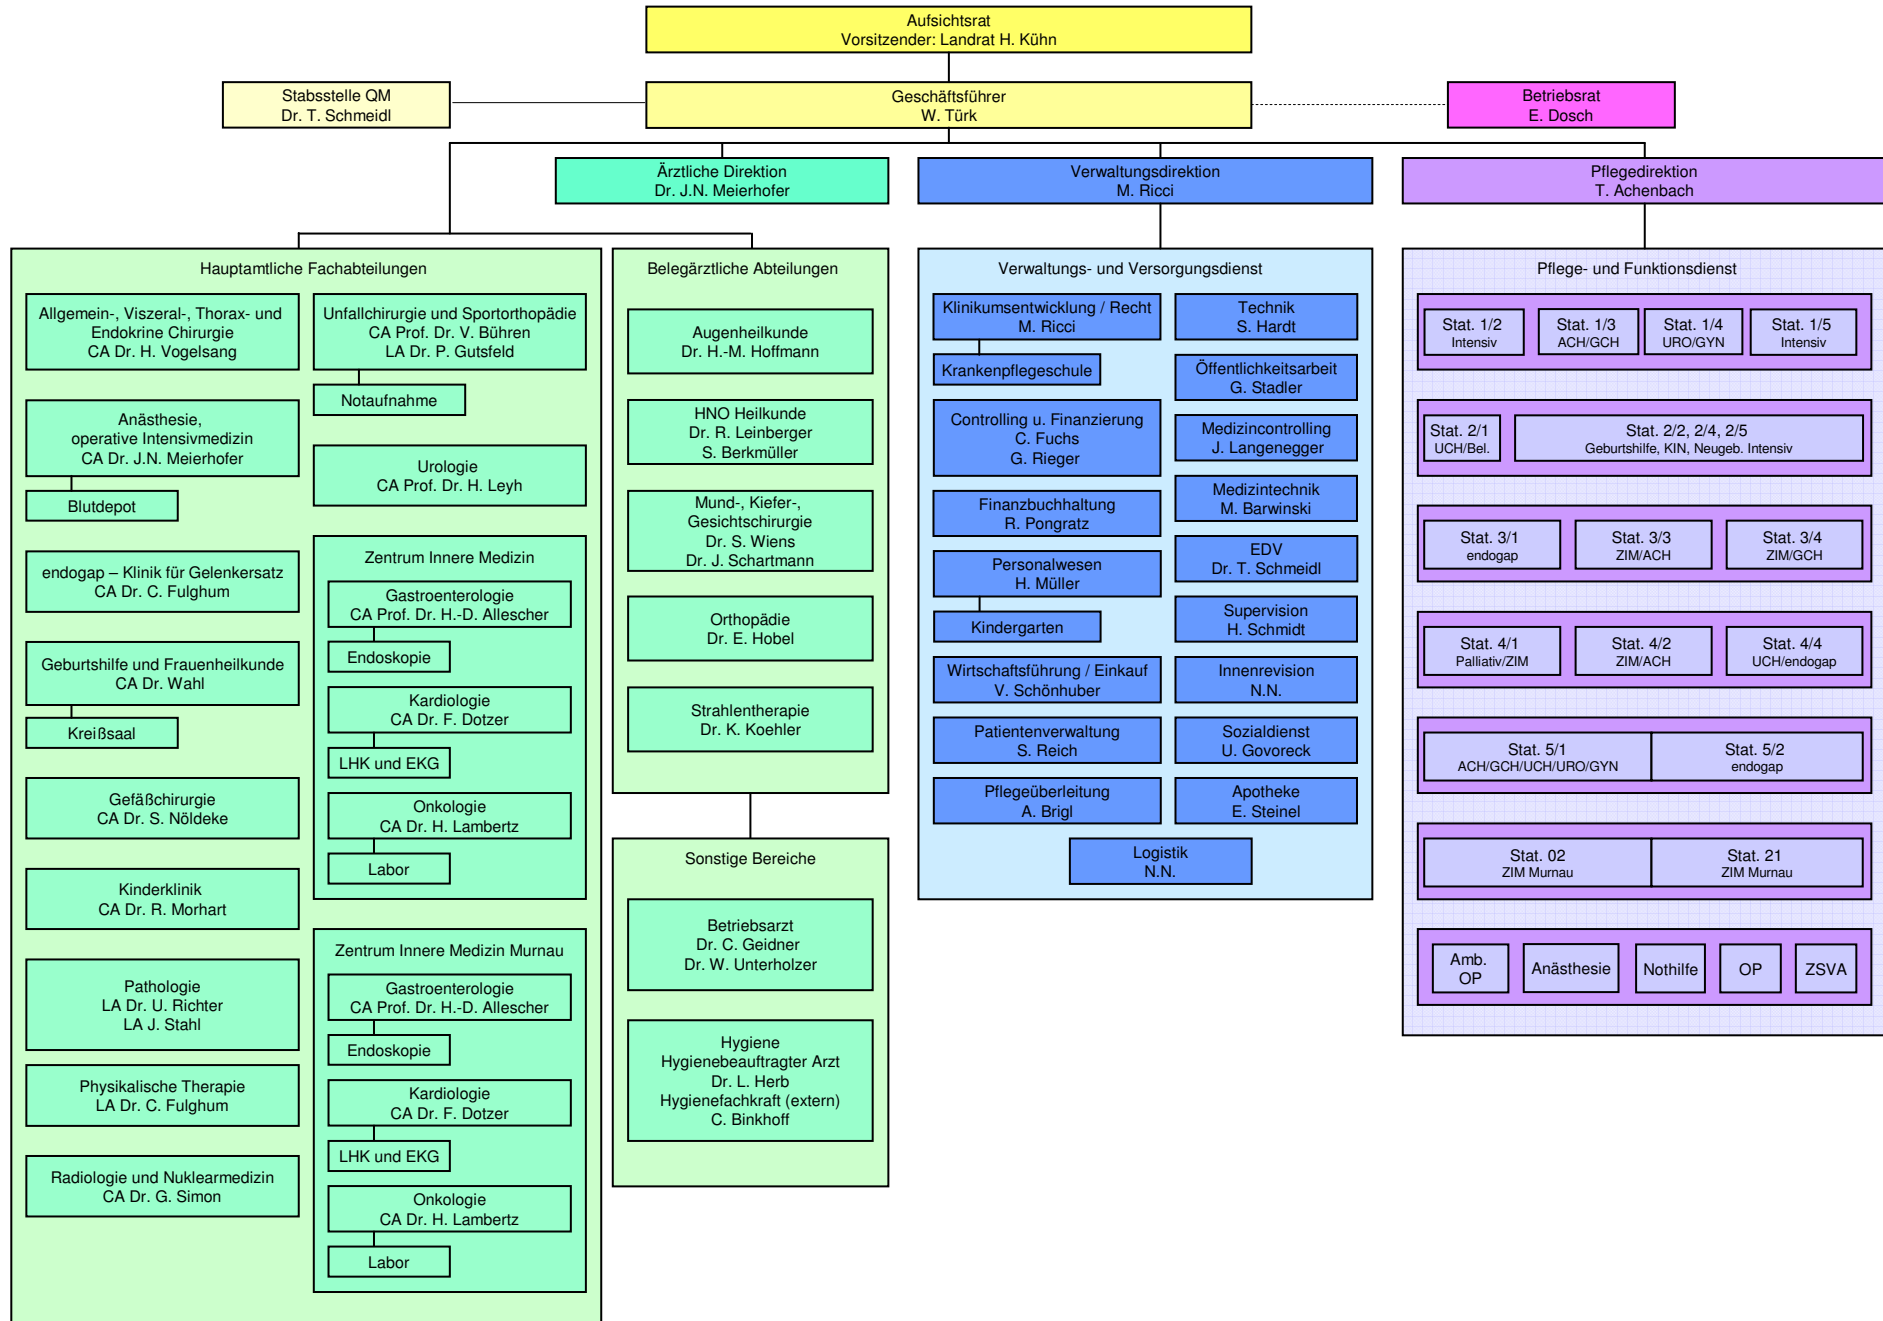 Aufsichtsrat
Vorsitzender: Landrat H. Kühn
Stabsstelle QM
Dr. T. Schmeidl
Geschäftsführer
W. Türk
Betriebsrat
E. Dosch
Ärztliche Direktion
Dr. J.N. Meierhofer
Verwaltungsdirektion
M. Ricci
Pflegedirektion
T. Achenbach
Hauptamtliche Fachabteilungen
Allgemein-, Viszeral-, Thorax- und
Endokrine Chirurgie
CA Dr. H. Vogelsang
Anästhesie,
operative Intensivmedizin
CA Dr. J.N. Meierhofer
Blutdepot
endogap – Klinik für Gelenkersatz
CA Dr. C. Fulghum
Geburtshilfe und Frauenheilkunde
CA Dr. Wahl
Kreißsaal
Gefäßchirurgie
CA Dr. S. Nöldeke
Kinderklinik
CA Dr. R. Morhart
Pathologie
LA Dr. U. Richter
LA J. Stahl
Physikalische Therapie
LA Dr. C. Fulghum
Radiologie und Nuklearmedizin
CA Dr. G. Simon
Unfallchirurgie und Sportorthopädie
CA Prof. Dr. V. Bühren
LA Dr. P. Gutsfeld
Notaufnahme
Urologie
CA Prof. Dr. H. Leyh
Zentrum Innere Medizin
Gastroenterologie
CA Prof. Dr. H.-D. Allescher
Endoskopie
Kardiologie
CA Dr. F. Dotzer
LHK und EKG
Onkologie
CA Dr. H. Lambertz
Labor
Zentrum Innere Medizin Murnau
Gastroenterologie
CA Prof. Dr. H.-D. Allescher
Endoskopie
Kardiologie
CA Dr. F. Dotzer
LHK und EKG
Onkologie
CA Dr. H. Lambertz
Labor
Belegärztliche Abteilungen
Augenheilkunde
Dr. H.-M. Hoffmann
HNO Heilkunde
Dr. R. Leinberger
S. Berkmüller
Mund-, Kiefer-,
Gesichtschirurgie
Dr. S. Wiens
Dr. J. Schartmann
Orthopädie
Dr. E. Hobel
Strahlentherapie
Dr. K. Koehler
Sonstige Bereiche
Betriebsarzt
Dr. C. Geidner
Dr. W. Unterholzer
Hygiene
Hygienebeauftragter Arzt
Dr. L. Herb
Hygienefachkraft (extern)
C. Binkhoff
Verwaltungs- und Versorgungsdienst
Klinikumsentwicklung / Recht
M. Ricci
Krankenpflegeschule
Controlling u. Finanzierung
C. Fuchs
G. Rieger
Finanzbuchhaltung
R. Pongratz
Personalwesen
H. Müller
Kindergarten
Wirtschaftsführung / Einkauf
V. Schönhuber
Patientenverwaltung
S. Reich
Pflegeüberleitung
A. Brigl
Technik
S. Hardt
Öffentlichkeitsarbeit
G. Stadler
Medizincontrolling
J. Langenegger
Medizintechnik
M. Barwinski
EDV
Dr. T. Schmeidl
Supervision
H. Schmidt
Innenrevision
N.N.
Sozialdienst
U. Govoreck
Apotheke
E. Steinel
Logistik
N.N.
Pflege- und Funktionsdienst
Stat. 1/2
Intensiv
Stat. 1/3
ACH/GCH
Stat. 1/4
URO/GYN
Stat. 1/5
Intensiv
Stat. 2/1
UCH/Bel.
Stat. 2/2, 2/4, 2/5
Geburtshilfe, KIN, Neugeb. Intensiv
Stat. 3/1
endogap
Stat. 3/3
ZIM/ACH
Stat. 3/4
ZIM/GCH
Stat. 4/1
Palliativ/ZIM
Stat. 4/2
ZIM/ACH
Stat. 4/4
UCH/endogap
Stat. 5/1
ACH/GCH/UCH/URO/GYN
Stat. 5/2
endogap
Stat. 02
ZIM Murnau
Stat. 21
ZIM Murnau
Amb.
OP
Anästhesie
Nothilfe
OP
ZSVA